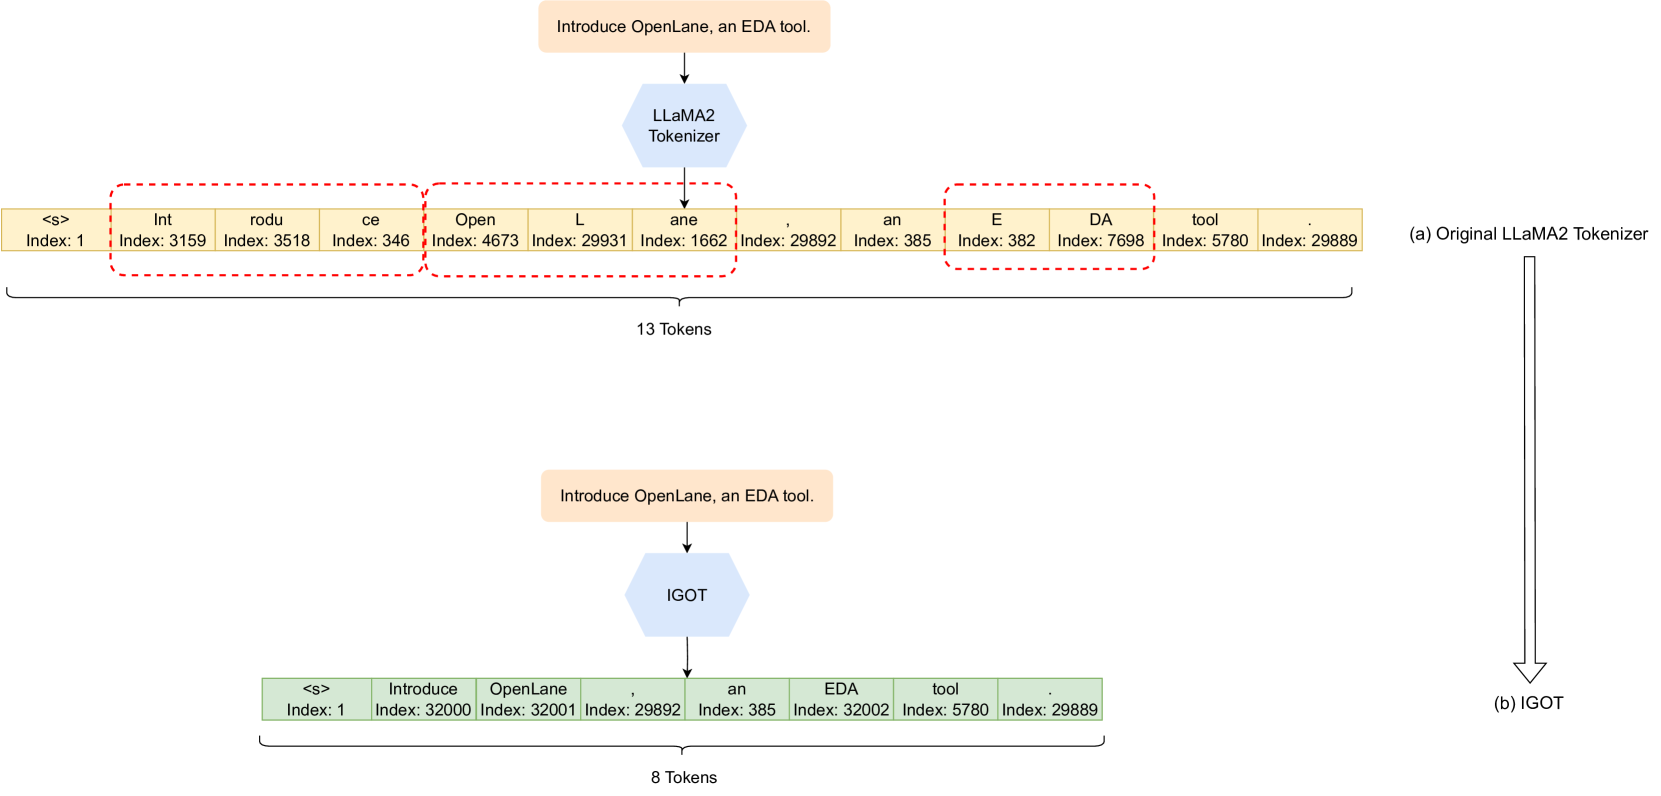 Introduce OpenLane, an EDA tool.
LLaMA2
Tokenizer
<s> Int rodu ce Open L ane , an E DA tool .
Index: 1 Index: 3159 Index: 3518 Index: 346 Index: 4673 Index: 29931 Index: 1662 Index: 29892 Index: 385 Index: 382 Index: 7698 Index: 5780 Index: 29889
(a) Original LLaMA2 Tokenizer
13 Tokens
Introduce OpenLane, an EDA tool.
IGOT
<s> Introduce OpenLane , an EDA tool .
Index: 1 Index: 32000 Index: 32001 Index: 29892 Index: 385 Index: 32002 Index: 5780 Index: 29889
(b) IGOT
8 Tokens